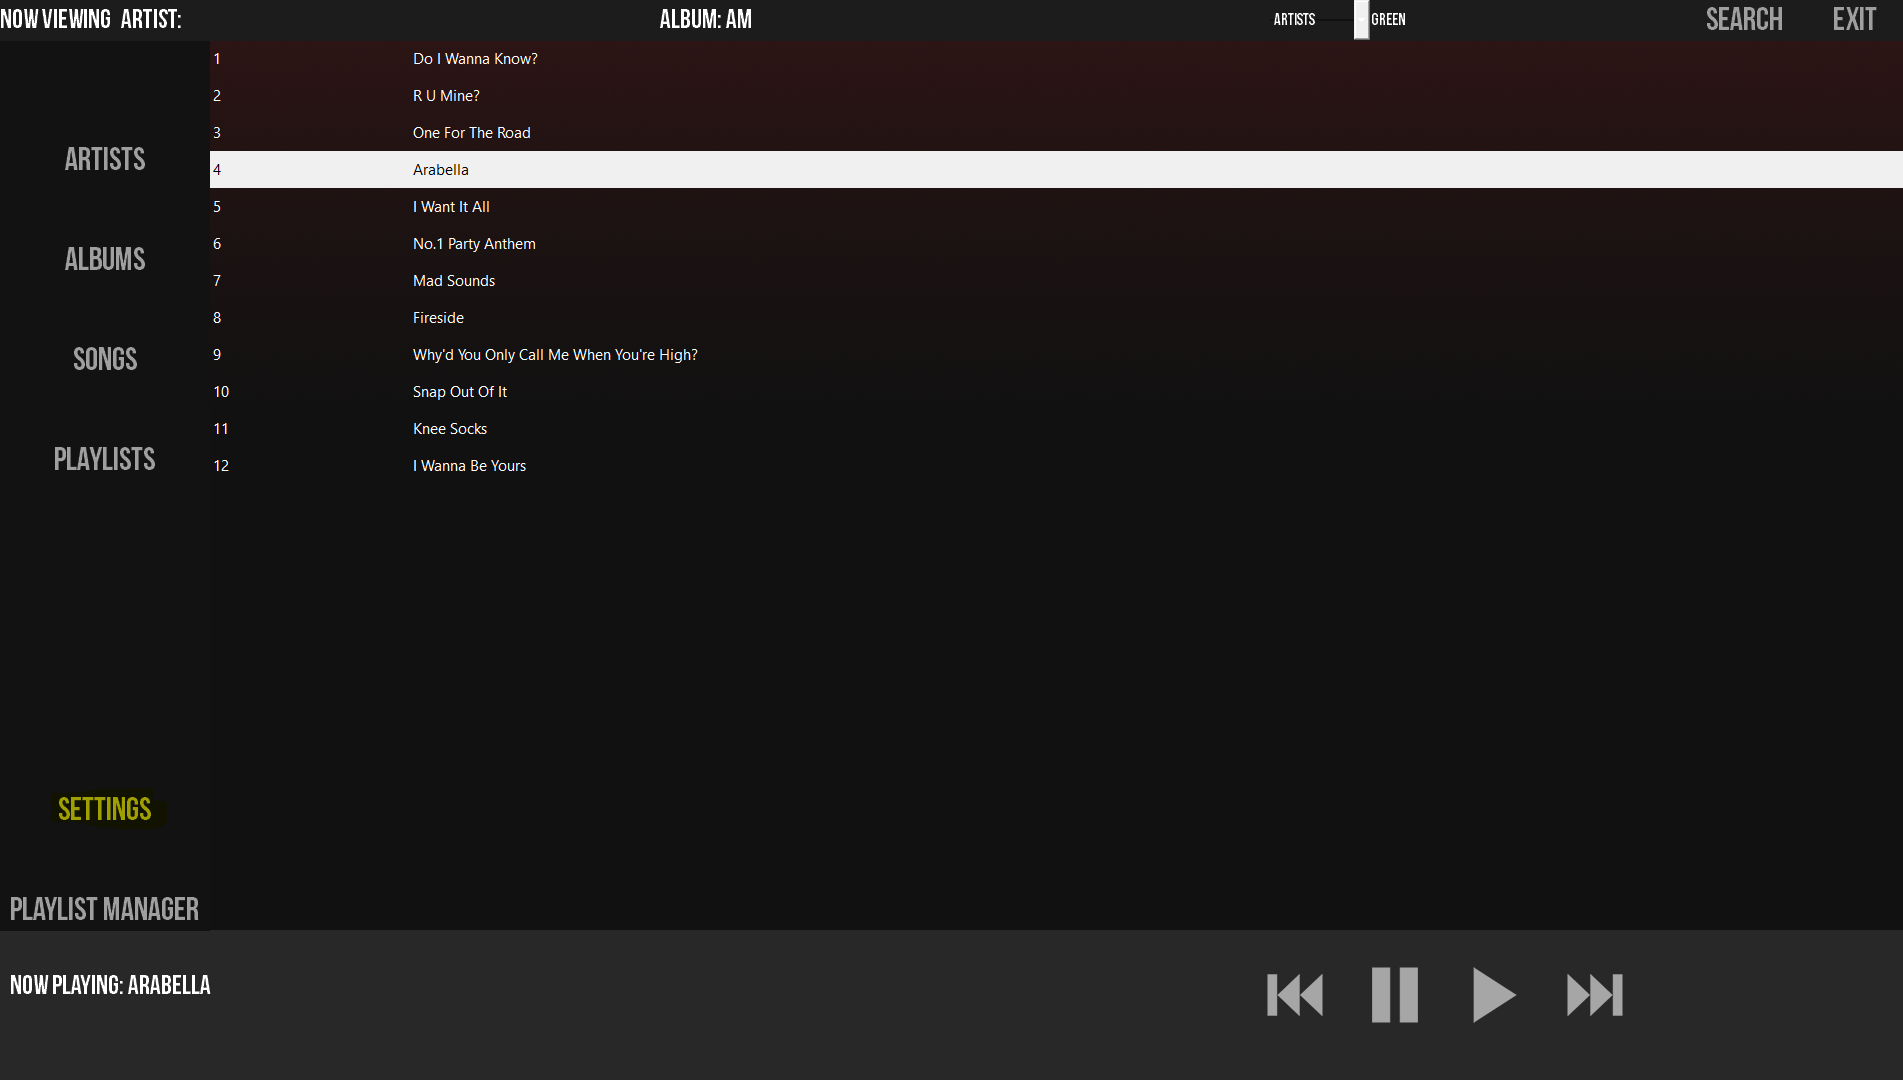 NOW VIEWING ARTIST: ALBUM: AM ARTISTS GREEN SEARCH EXIT
1 Do I Wanna Know?
2 R U Mine?
3 One For The Road
ARTISTS
4 Arabella
5 I Want It All
6 No.1 Party Anthem
ALBUMS
7 Mad Sounds
8 Fireside
SONGS
9 Why'd You Only Call Me When You're High?
10 Snap Out Of It
11 Knee Socks
PLAYLISTS
12 I Wanna Be Yours
SETTINGS
PLAYLIST MANAGER
NOW PLAYING: ARABELLA